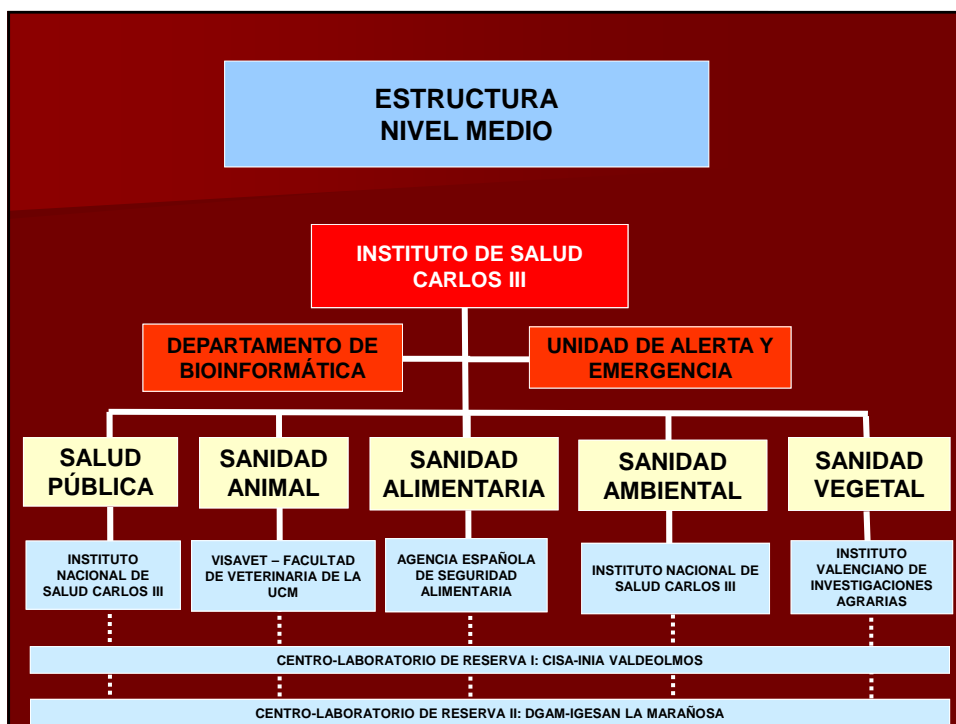 ESTRUCTURA
NIVEL MEDIO
INSTITUTO DE SALUD
CARLOS III
DEPARTAMENTO DE
BIOINFORMÁTICA
UNIDAD DE ALERTA Y
EMERGENCIA
SALUD
PÚBLICA
SANIDAD
ANIMAL
SANIDAD
ALIMENTARIA
SANIDAD
AMBIENTAL
SANIDAD
VEGETAL
INSTITUTO
NACIONAL DE
SALUD CARLOS III
VISAVET – FACULTAD
DE VETERINARIA DE LA
UCM
AGENCIA ESPAÑOLA
DE SEGURIDAD
ALIMENTARIA
INSTITUTO NACIONAL DE
SALUD CARLOS III
INSTITUTO
VALENCIANO DE
INVESTIGACIONES
AGRARIAS
CENTRO-LABORATORIO DE RESERVA I: CISA-INIA VALDEOLMOS
CENTRO-LABORATORIO DE RESERVA II: DGAM-IGESAN LA MARAÑOSA